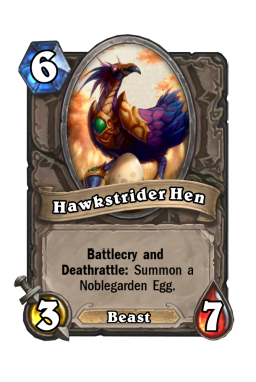 6
Hawkstrider Hen
Battlecry and
Deathrattle: Summon a
Noblegarden Egg.
3
Beast
7